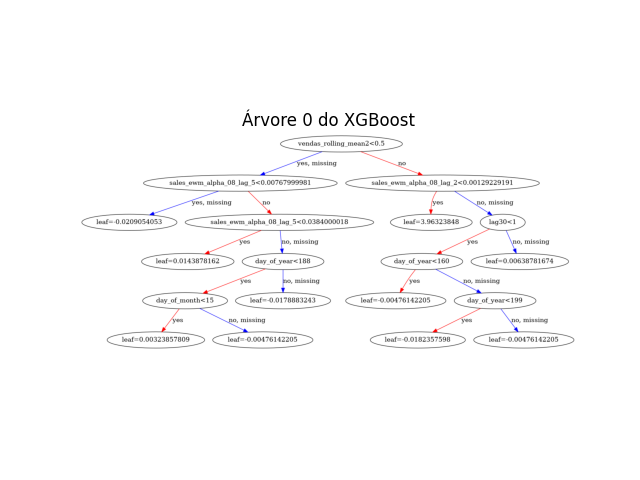 Árvore 0 do XGBoost
vendas_rolling_mean2<0.5
yes, missing
no
sales_ewm_alpha_08_lag_5<0.00767999981
sales_ewm_alpha_08_lag_2<0.00129229191
yes, missing
no
yes
no, missing
leaf=-0.0209054053
sales_ewm_alpha_08_lag_5<0.0384000018
leaf=3.96323848
lag30<1
yes
no, missing
yes
no, missing
leaf=0.0143878162
day_of_year<188
day_of_year<160
leaf=0.00638781674
yes
no, missing
yes
no, missing
day_of_month<15
leaf=-0.0178883243
leaf=-0.00476142205
day_of_year<199
yes
no, missing
yes
no, missing
leaf=0.00323857809
leaf=-0.00476142205
leaf=-0.0182357598
leaf=-0.00476142205